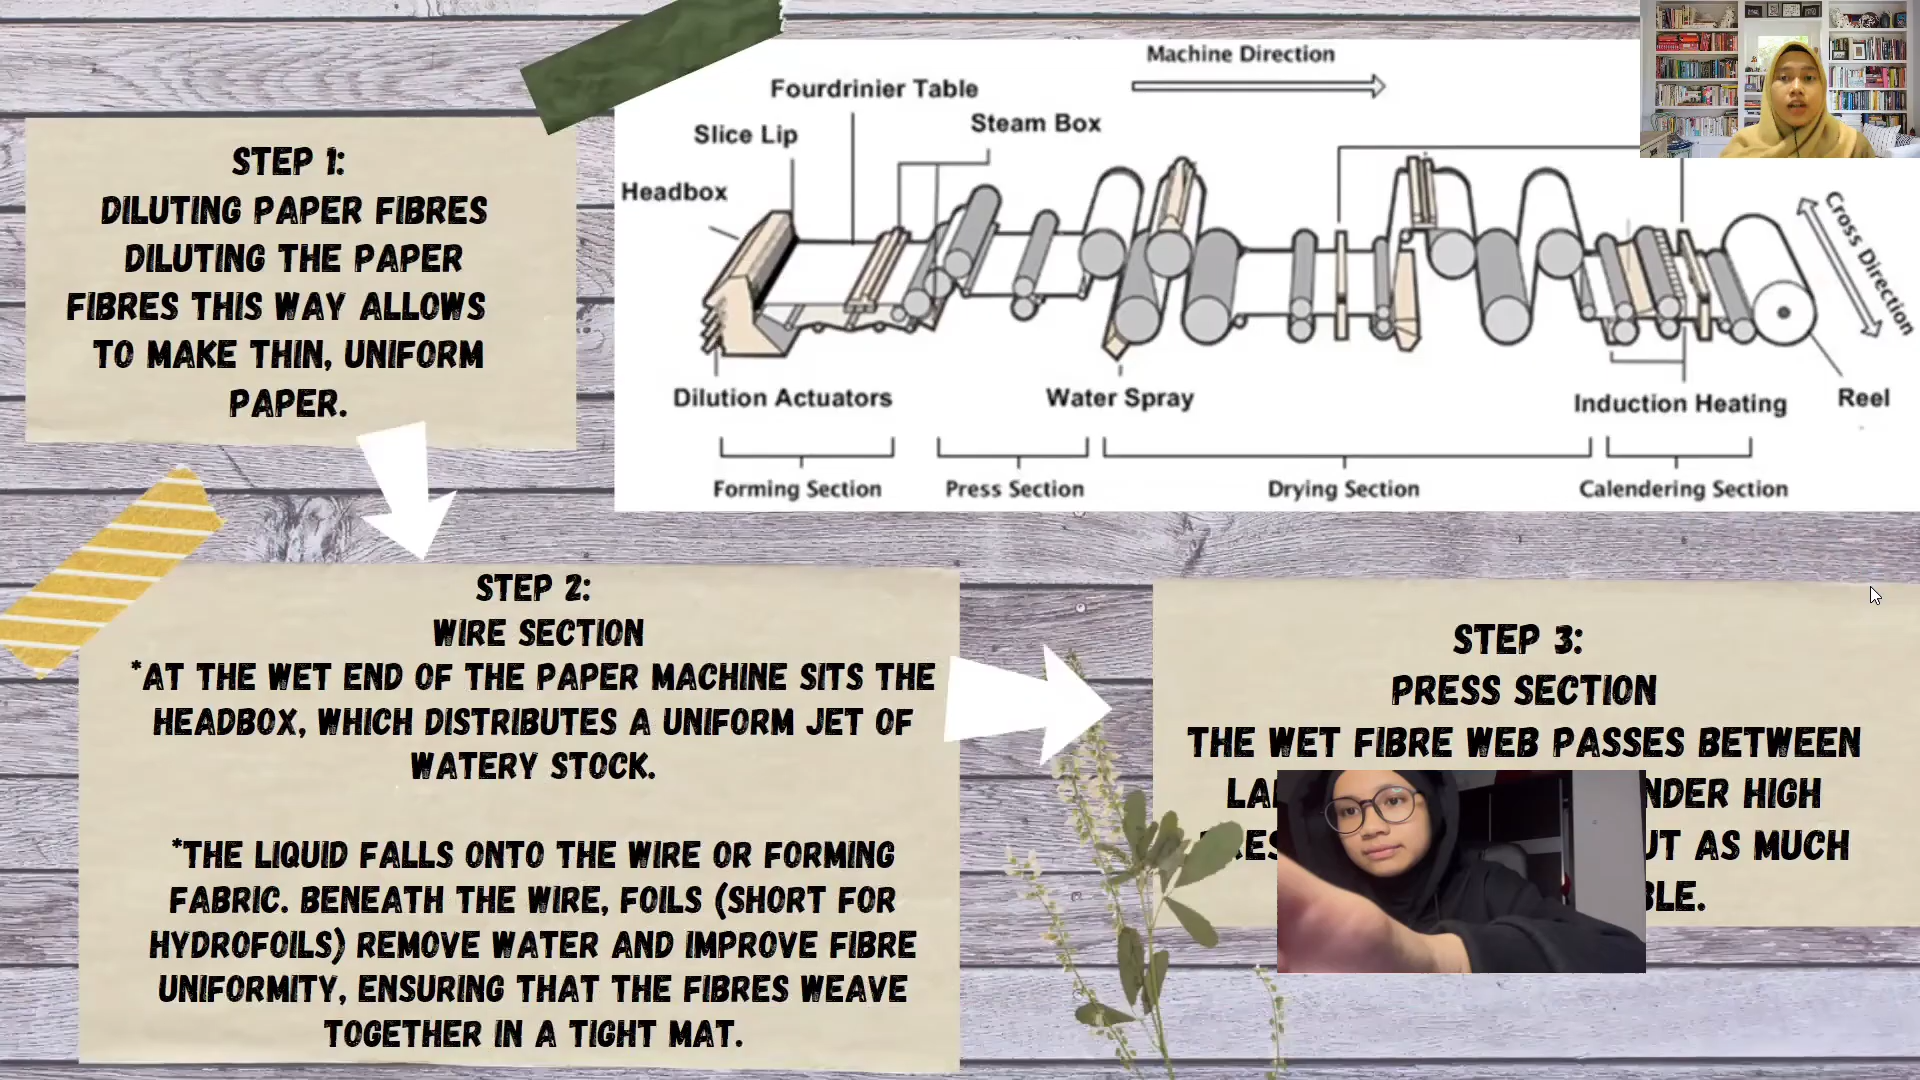 STEP 1:
DILUTING PAPER FIBRES
DILUTING THE PAPER
FIBRES THIS WAY ALLOWS
TO MAKE THIN, UNIFORM
PAPER.
Machine Direction
Fourdrinier Table
Steam Box
Slice Lip
Headbox
Cross Direction
Dilution Actuators
Water Spray
Induction Heating
Reel
Forming Section
Press Section
Drying Section
Calendering Section
STEP 2:
WIRE SECTION
*AT THE WET END OF THE PAPER MACHINE SITS THE
HEADBOX, WHICH DISTRIBUTES A UNIFORM JET OF
WATERY STOCK.
*THE LIQUID FALLS ONTO THE WIRE OR FORMING
FABRIC. BENEATH THE WIRE, FOILS (SHORT FOR
HYDROFOILS) REMOVE WATER AND IMPROVE FIBRE
UNIFORMITY, ENSURING THAT THE FIBRES WEAVE
TOGETHER IN A TIGHT MAT.
STEP 3:
PRESS SECTION
THE WET FIBRE WEB PASSES BETWEEN
HIGH
AS MUCH